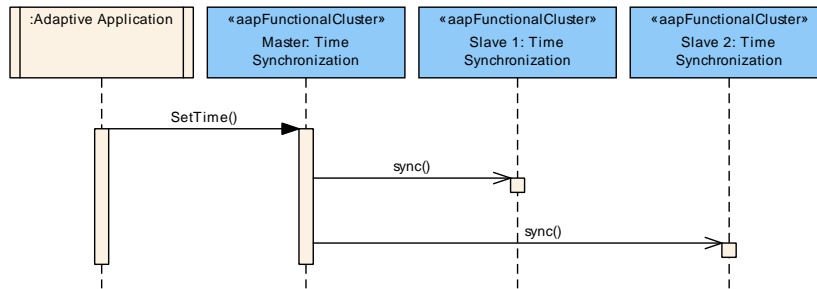 :Adaptive Application
«aapFunctionalCluster»
Master: Time
Synchronization
«aapFunctionalCluster»
Slave 1: Time
Synchronization
«aapFunctionalCluster»
Slave 2: Time
Synchronization
SetTime()
sync()
sync()